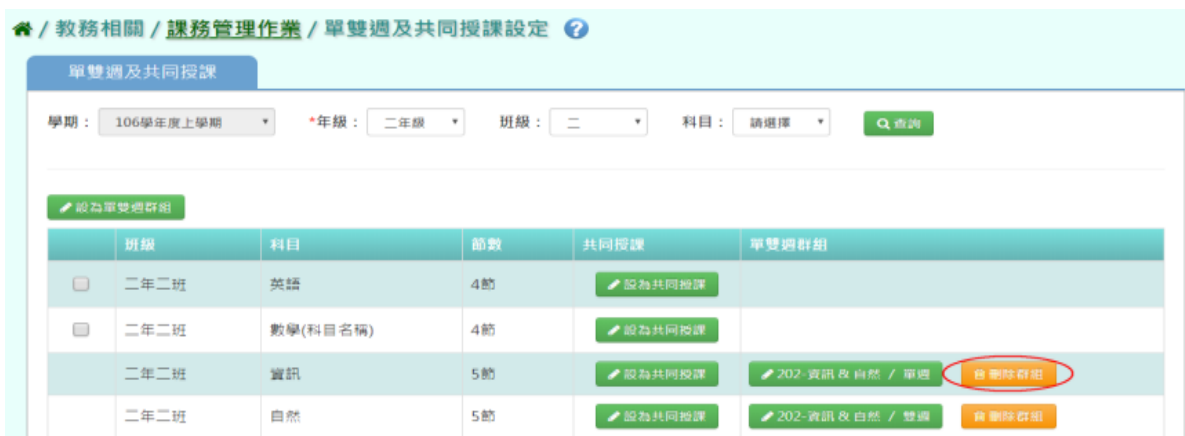 / 教務相關 / 課務管理作業 / 單雙週及共同授課設定 ?
單雙週及共同授課
學期： 106學年度上學期 *年級： 二年級 班級： 二 科目： 請選擇 查詢
設為單雙週群組
班級 科目 節數 共同授課 單雙週群組
二年二班 英語 4節 設為共同授課
二年二班 數學(科目名稱) 4節 設為共同授課
二年二班 資訊 5節 設為共同授課 202-資訊 & 自然 / 單週 刪除群組
二年二班 自然 5節 設為共同授課 202-資訊 & 自然 / 雙週 刪除群組